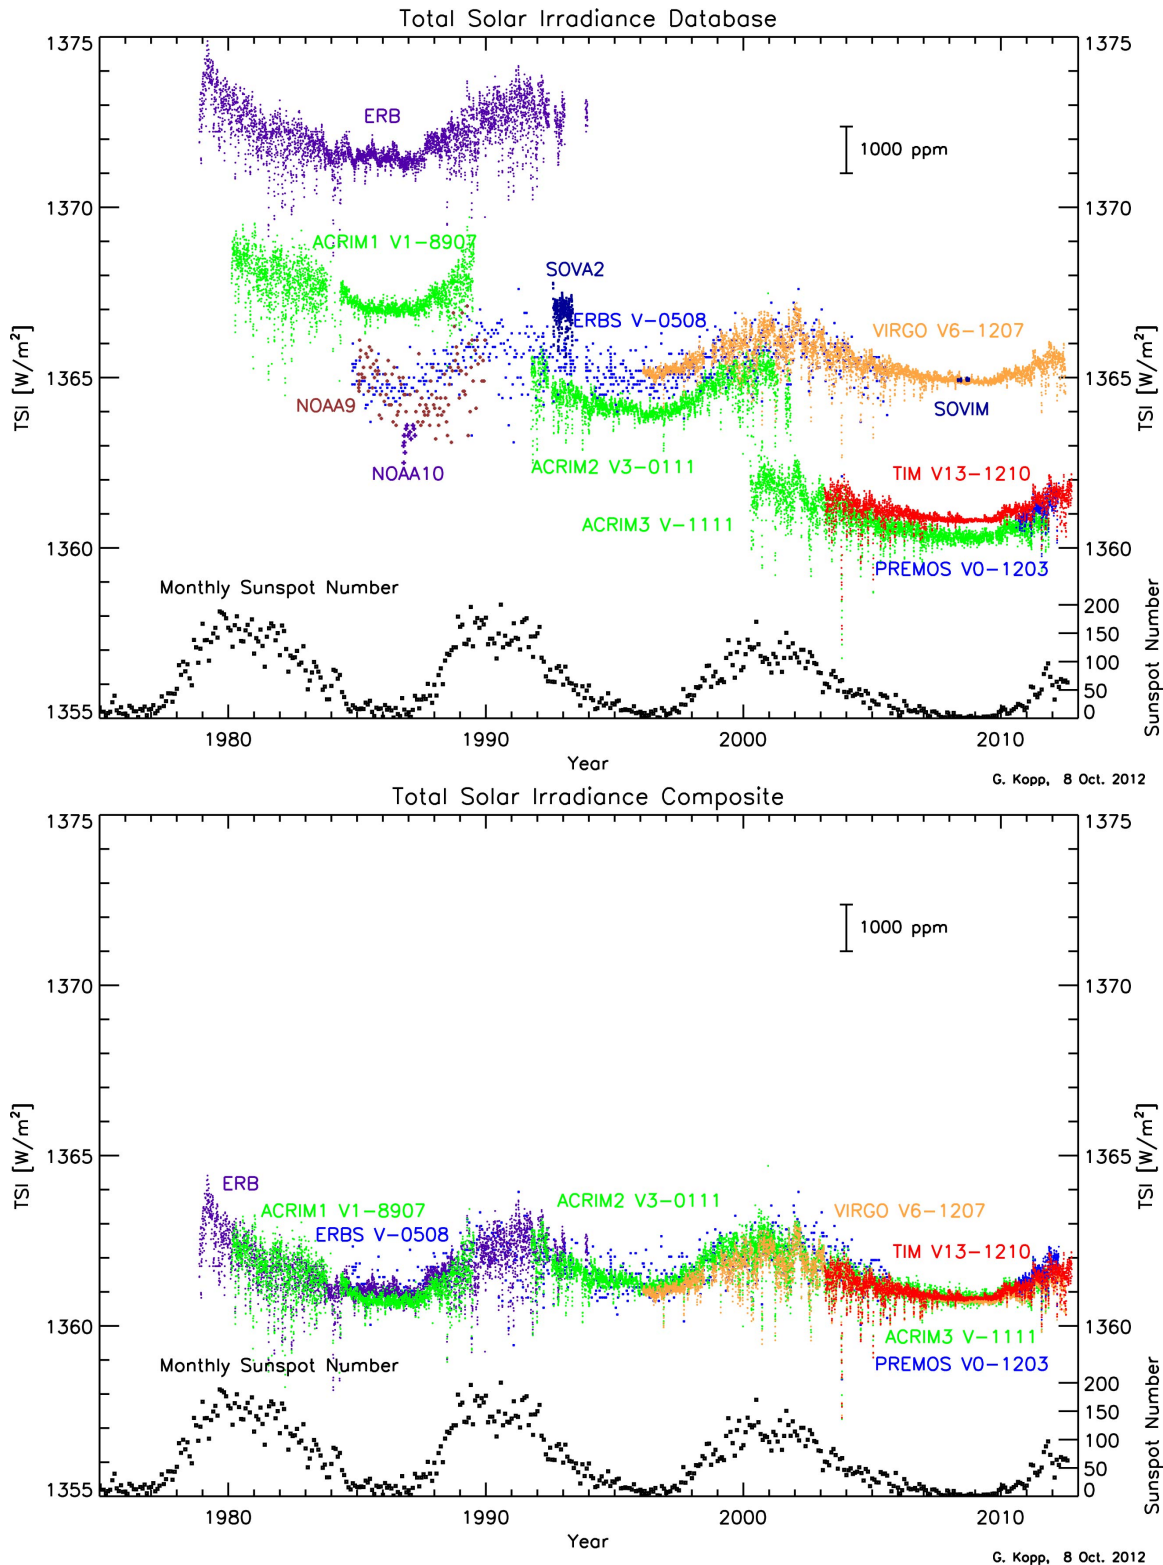 Total Solar Irradiance Database
1375
1375
ERB
1000 ppm
1370
1370
ACRIM1 V1-8907
SOVA2
ERBS V-0508
VIRGO V6-1207
TSI [W/m²]
TSI [W/m²]
1365
1365
NOAA9
SOVIM
NOAA10
ACRIM2 V3-0111
TIM V13-1210
ACRIM3 V-1111
1360
1360
PREMOS V0-1203
Monthly Sunspot Number
200
150
100
50
0
Sunspot Number
1355
1980
1990
2000
2010
Year
G. Kopp, 8 Oct. 2012
Total Solar Irradiance Composite
1375
1375
1000 ppm
1370
1370
TSI [W/m²]
TSI [W/m²]
1365
1365
ERB
ACRIM1 V1-8907
ACRIM2 V3-0111
VIRGO V6-1207
ERBS V-0508
TIM V13-1210
1360
1360
ACRIM3 V-1111
PREMOS V0-1203
Monthly Sunspot Number
200
150
100
50
0
Sunspot Number
1355
1980
1990
2000
2010
Year
G. Kopp, 8 Oct. 2012